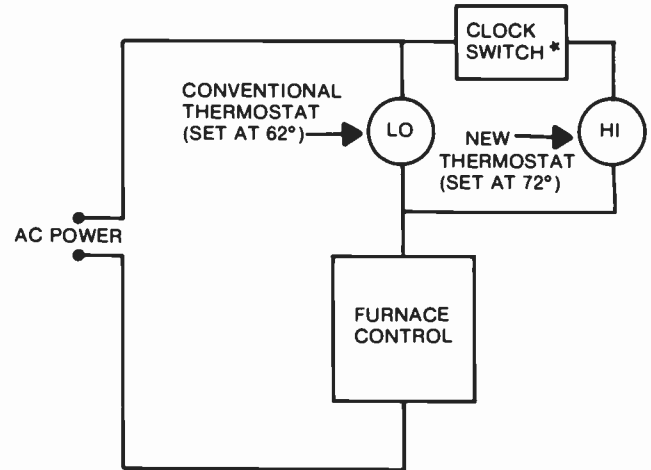 CLOCK
SWITCH*
CONVENTIONAL
THERMOSTAT
(SET AT 62°)
LO
HI
NEW
THERMOSTAT
(SET AT 72°)
AC POWER
FURNACE
CONTROL